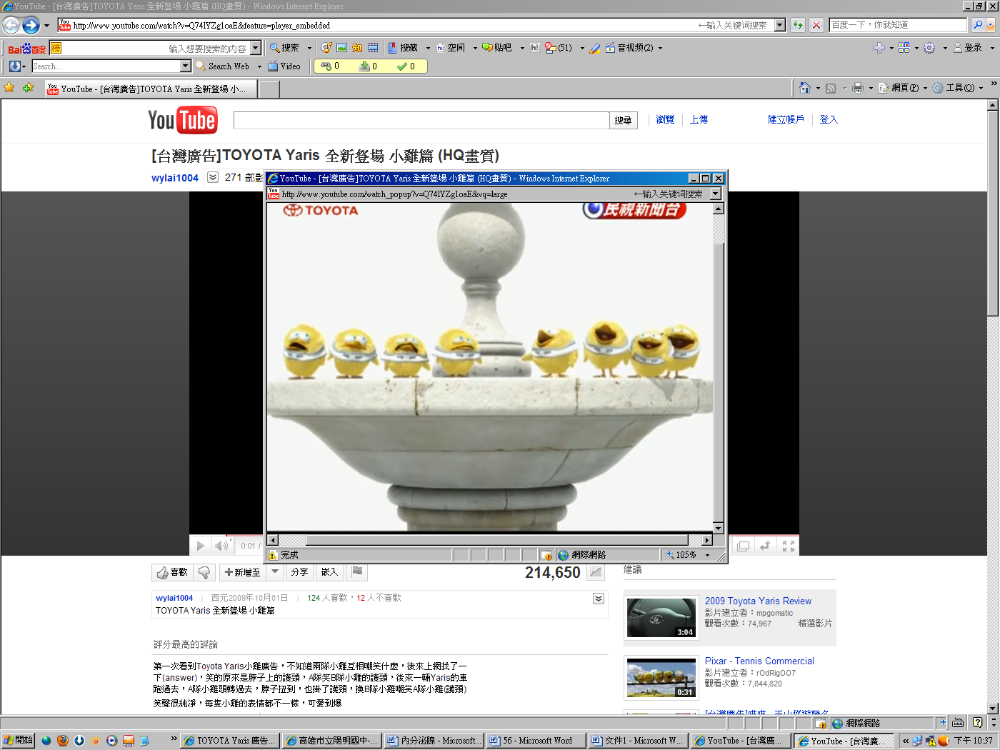 YouTube - [台灣廣告]TOYOTA Yaris 全新登場 小雞篇 (HQ畫質) - Windows Internet Explorer
http://www.youtube.com/watch?v=Q74lYZg1oaE&feature=player_embedded
←输入关键词搜索
百度一下，你就知道
Bai du 百度
输入想要搜索的内容
搜索
知
搜藏
hi 空间
贴吧
(51)
音视频(2)
登录
Search...
Search Web
Video
0 0 0
YouTube - [台灣廣告]TOYOTA Yaris 全新登場 小...
網頁(P)
工具(O)
YouTube
搜尋
瀏覽
上傳
建立帳戶
登入
[台灣廣告]TOYOTA Yaris 全新登場 小雞篇 (HQ畫質)
wylai1004
271 部影
YouTube - [台灣廣告]TOYOTA Yaris 全新登場 小雞篇 (HQ畫質) - Windows Internet Explorer
http://www.youtube.com/watch_popup?v=Q74lYZg1oaE&vq=large
←输入关键词搜索
TOYOTA
民視新聞台
完成
網際網路
105%
0:01 /
喜歡
新增至
分享
嵌入
214,650
wylai1004 | 西元2009年10月01日 | 124 人喜歡，12 人不喜歡
TOYOTA Yaris 全新登場 小雞篇
評分最高的評論
第一次看到Toyota Yaris小雞廣告，不知道兩隊小雞互相嘲笑什麼，後來上網找了一
下(answer)，笑的原來是脖子上的護頸，A隊笑B隊小雞的護頸，後來一輛Yaris的車
跑過去，A隊小雞頭轉過去，脖子扭到，也掛了護頸，換B隊小雞嘲笑A隊小雞(護頸)
笑聲很純淨，每隻小雞的表情都不一樣，可愛到爆
建議
2009 Toyota Yaris Review
影片建立者：mpgomatic
觀看次數：74,967
精選影片
3:04
Pixar - Tennis Commercial
影片建立者：rOdRigOO7
觀看次數：7,844,820
0:31
網際網路
開始
TOYOTA Yaris 廣告...
高雄市立陽明國中-...
內分泌腺 - Microsoft...
56 - Microsoft Word
文件1 - Microsoft W...
YouTube - [台灣廣...
YouTube - [台灣廣...
下午 10:37